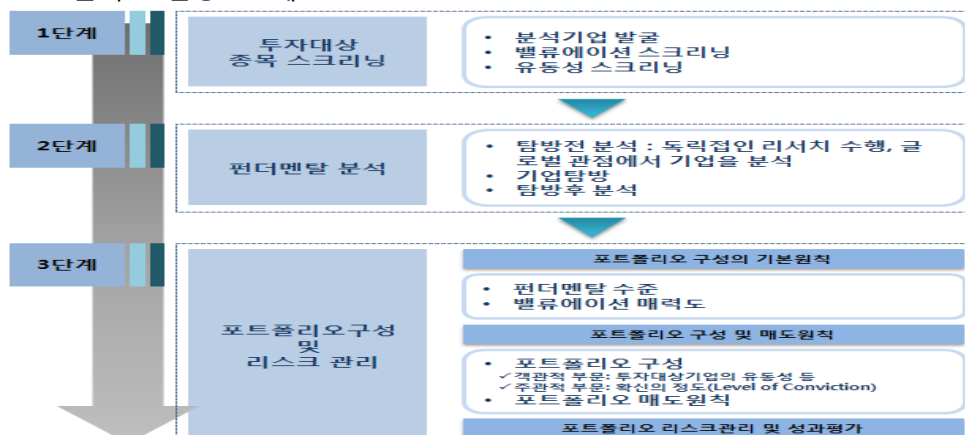 1단계
투자대상
종목 스크리닝
• 분석기업 발굴
• 밸류에이션 스크리닝
• 유동성 스크리닝
2단계
펀더멘탈 분석
• 탐방전 분석 : 독립접인 리서치 수행, 글
로벌 관점에서 기업을 분석
• 기업탐방
• 탐방후 분석
3단계
포트폴리오구성
및
리스크 관리
포트폴리오 구성의 기본원칙
• 펀더멘탈 수준
• 밸류에이션 매력도
포트폴리오 구성 및 매도원칙
• 포트폴리오 구성
✓객관적 부문: 투자대상기업의 유동성 등
✓주관적 부문: 확신의 정도(Level of Conviction)
• 포트폴리오 매도원칙
포트폴리오 리스크관리 및 성과평가